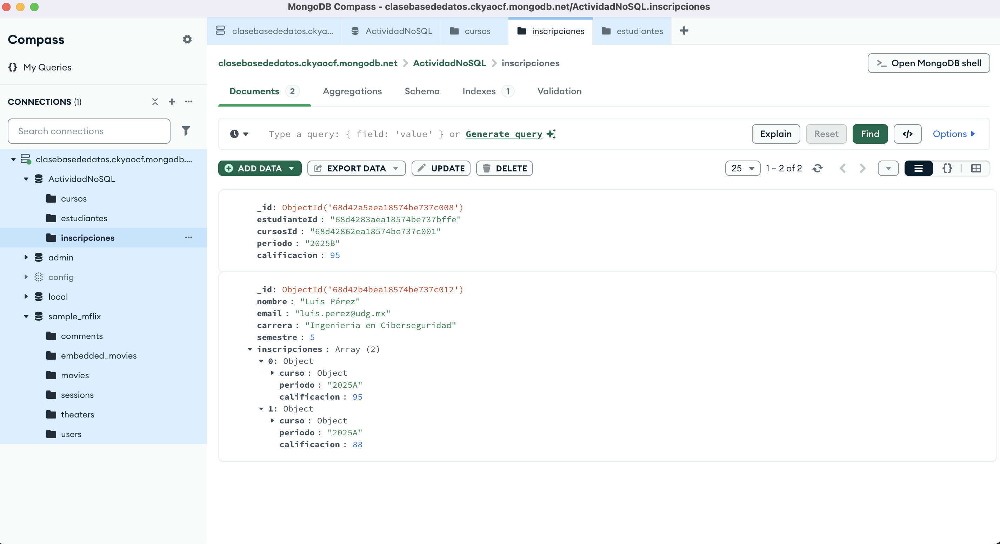 MongoDB Compass - clasebasededatos.ckyaocf.mongodb.net/ActividadNoSQL.inscripciones
Compass
My Queries
CONNECTIONS (1)
Search connections
clasebasededatos.ckyaocf.mongodb....
ActividadNoSQL
cursos
estudiantes
inscripciones
admin
config
local
sample_mflix
comments
embedded_movies
movies
sessions
theaters
users
clasebasededatos.ckya... ActividadNoSQL cursos inscripciones estudiantes
clasebasededatos.ckyaocf.mongodb.net > ActividadNoSQL > inscripciones
>_ Open MongoDB shell
Documents 2 Aggregations Schema Indexes 1 Validation
Type a query: { field: 'value' } or Generate query
Explain Reset Find </> Options
ADD DATA EXPORT DATA UPDATE DELETE
25 1 – 2 of 2 {}
_id: ObjectId('68d42a5aea18574be737c008')
estudianteId : "68d4283aea18574be737bffe"
cursosId : "68d42862ea18574be737c001"
periodo : "2025B"
calificacion : 95
_id: ObjectId('68d42b4bea18574be737c012')
nombre : "Luis Pérez"
email : "luis.perez@udg.mx"
carrera : "Ingeniería en Ciberseguridad"
semestre : 5
inscripciones : Array (2)
0: Object
curso : Object
periodo : "2025A"
calificacion : 95
1: Object
curso : Object
periodo : "2025A"
calificacion : 88